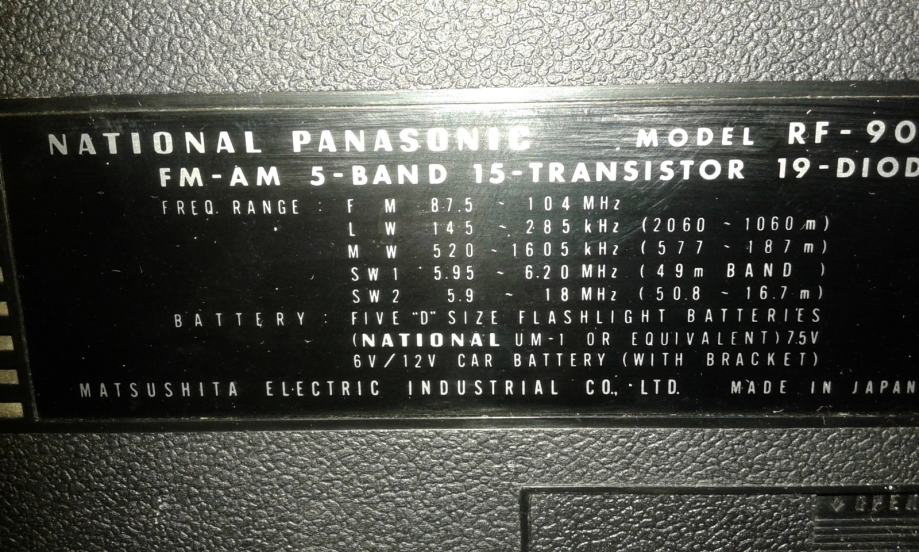 NATIONAL PANASONIC MODEL RF-90
FM-AM 5-BAND 15-TRANSISTOR 19-DIOD
FREQ. RANGE : F M 87.5 ~ 104 MHz
L W 145 ~ 285 kHz (2060 ~ 1060 m)
M W 520 ~ 1605 kHz (577 ~ 187 m)
SW1 5.95 ~ 6.20 MHz (49m BAND )
SW2 5.9 ~ 18 MHz (50.8 ~ 16.7 m)
BATTERY : FIVE "D" SIZE FLASHLIGHT BATTERIES
(NATIONAL UM-1 OR EQUIVALENT) 7.5V
6V/12V CAR BATTERY (WITH BRACKET)
MATSUSHITA ELECTRIC INDUSTRIAL CO., LTD. MADE IN JAPAN